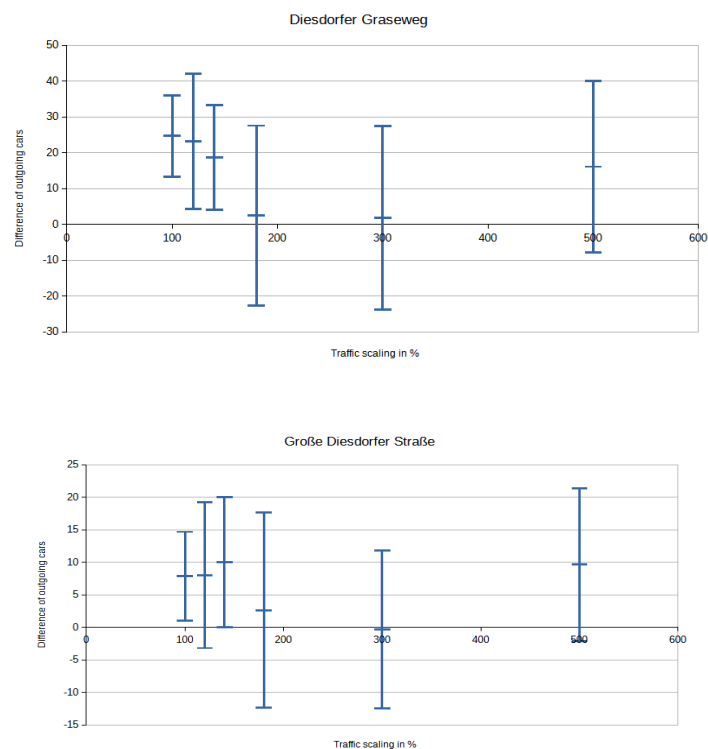 Diesdorfer Graseweg
50
40
30
20
10
0
-10
-20
-30
0 100 200 300 400 500 600
Difference of outgoing cars
Traffic scaling in %
Große Diesdorfer Straße
25
20
15
10
5
0
-5
-10
-15
0 100 200 300 400 500 600
Difference of outgoing cars
Traffic scaling in %